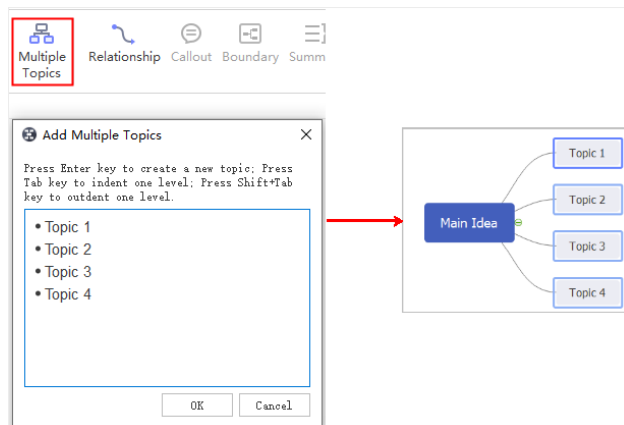 Multiple
Topics
Relationship
Callout
Boundary
Summ
Add Multiple Topics
Press Enter key to create a new topic; Press
Tab key to indent one level; Press Shift+Tab
key to outdent one level.
• Topic 1
• Topic 2
• Topic 3
• Topic 4
OK
Cancel
Main Idea
Topic 1
Topic 2
Topic 3
Topic 4